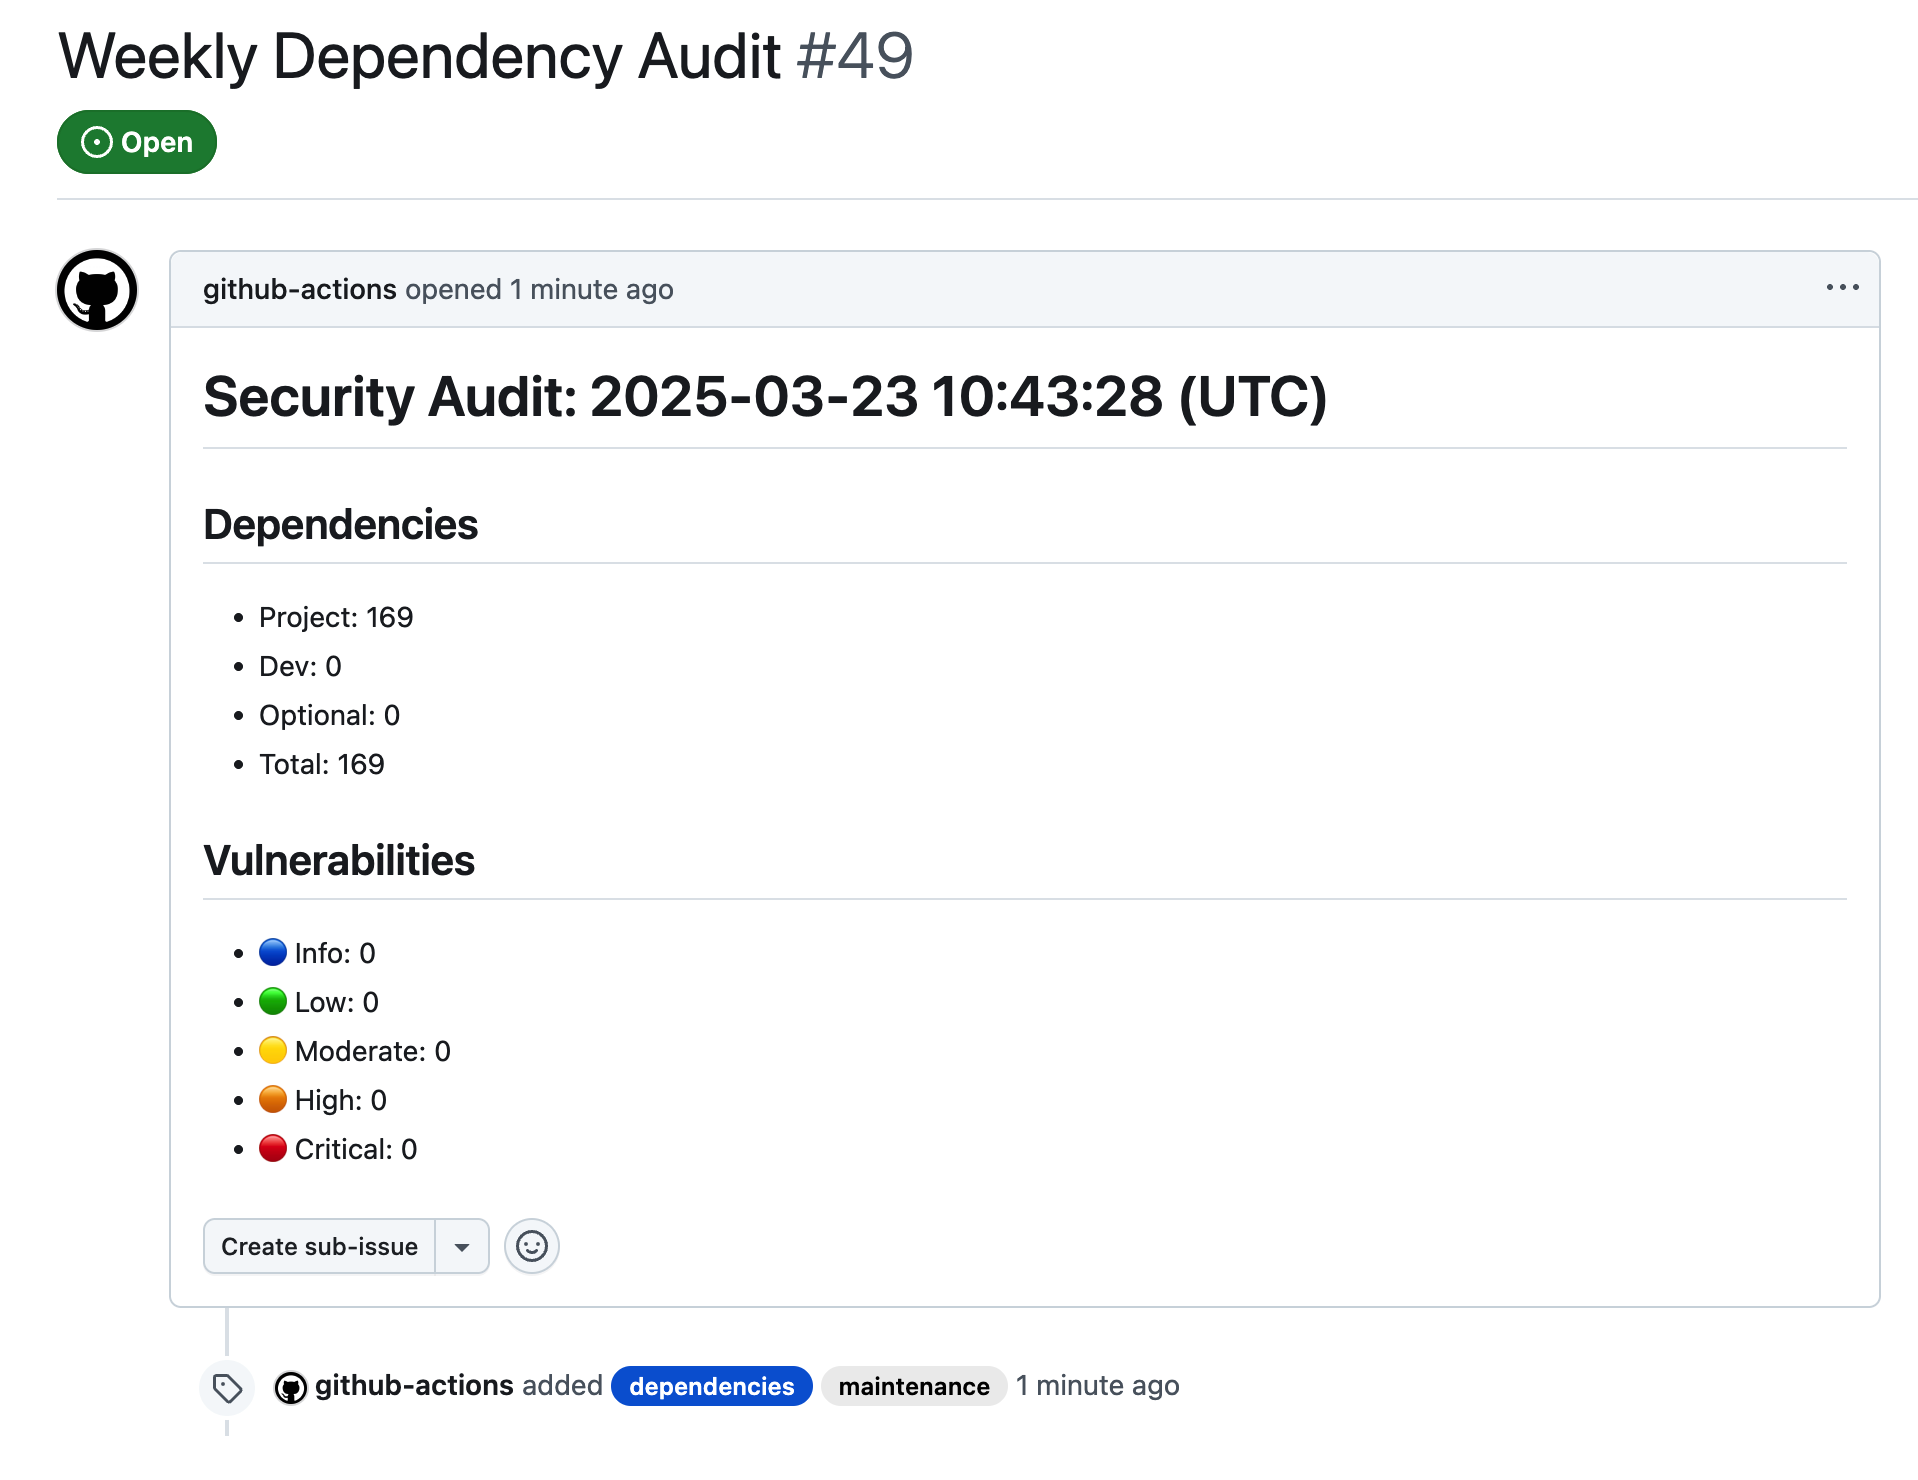 Weekly Dependency Audit #49
Open
github-actions opened 1 minute ago
Security Audit: 2025-03-23 10:43:28 (UTC)
Dependencies
Project: 169
Dev: 0
Optional: 0
Total: 169
Vulnerabilities
Info: 0
Low: 0
Moderate: 0
High: 0
Critical: 0
Create sub-issue
github-actions added dependencies maintenance 1 minute ago